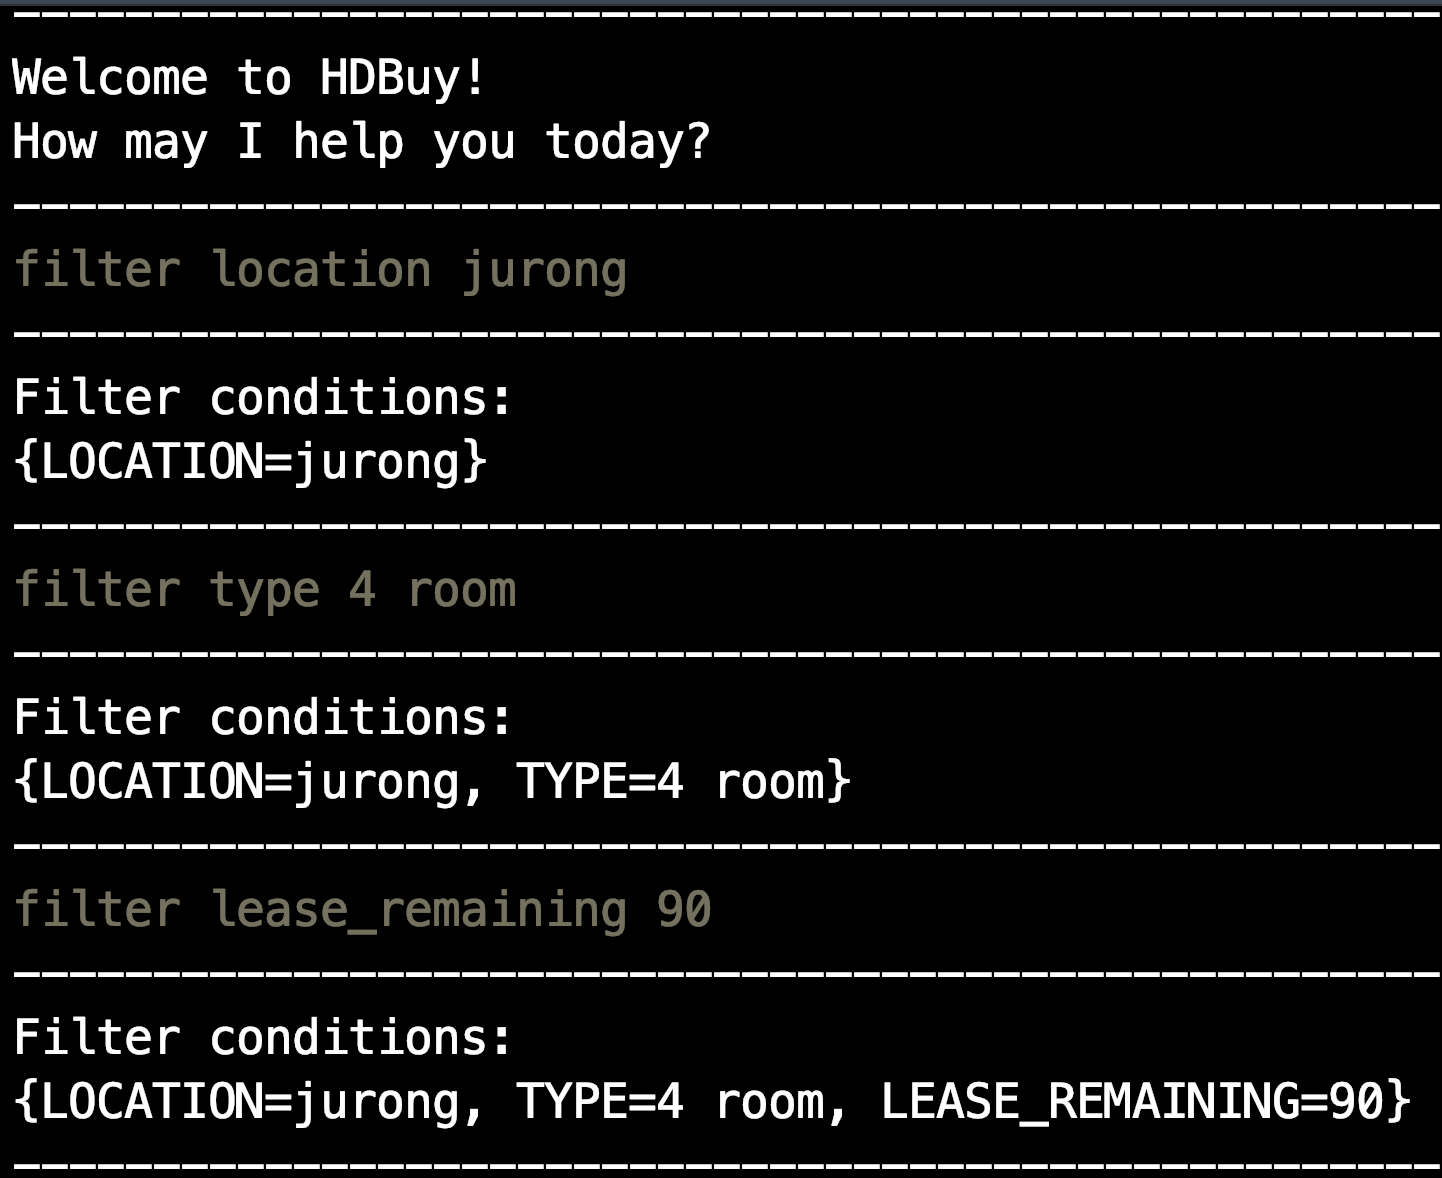 ---------------------------------------------------
Welcome to HDBuy!
How may I help you today?
---------------------------------------------------
filter location jurong
---------------------------------------------------
Filter conditions:
{LOCATION=jurong}
---------------------------------------------------
filter type 4 room
---------------------------------------------------
Filter conditions:
{LOCATION=jurong, TYPE=4 room}
---------------------------------------------------
filter lease_remaining 90
---------------------------------------------------
Filter conditions:
{LOCATION=jurong, TYPE=4 room, LEASE_REMAINING=90}
---------------------------------------------------